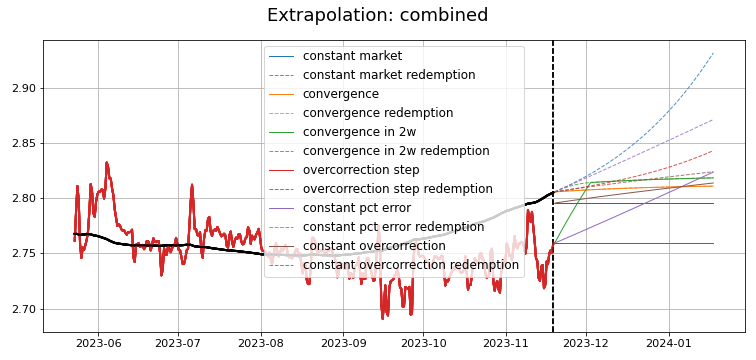 Extrapolation: combined
constant market
constant market redemption
convergence
convergence redemption
convergence in 2w
convergence in 2w redemption
overcorrection step
overcorrection step redemption
constant pct error
constant pct error redemption
constant overcorrection
constant overcorrection redemption
2.90
2.85
2.80
2.75
2.70
2023-06 2023-07 2023-08 2023-09 2023-10 2023-11 2023-12 2024-01